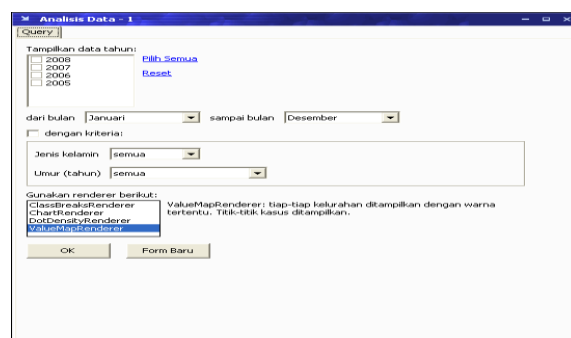 Analisis Data - 1
Query
Tampilkan data tahun:
2008
2007
2006
2005
Pilih Semua
Reset
dari bulan Januari sampai bulan Desember
dengan kriteria:
Jenis kelamin semua
Umur (tahun) semua
Gunakan renderer berikut:
ClassBreaksRenderer
ChartRenderer
DotDensityRenderer
ValueMapRenderer
ValueMapRenderer: tiap-tiap kelurahan ditampilkan dengan warna
tertentu. Titik-titik kasus ditampilkan.
OK Form Baru